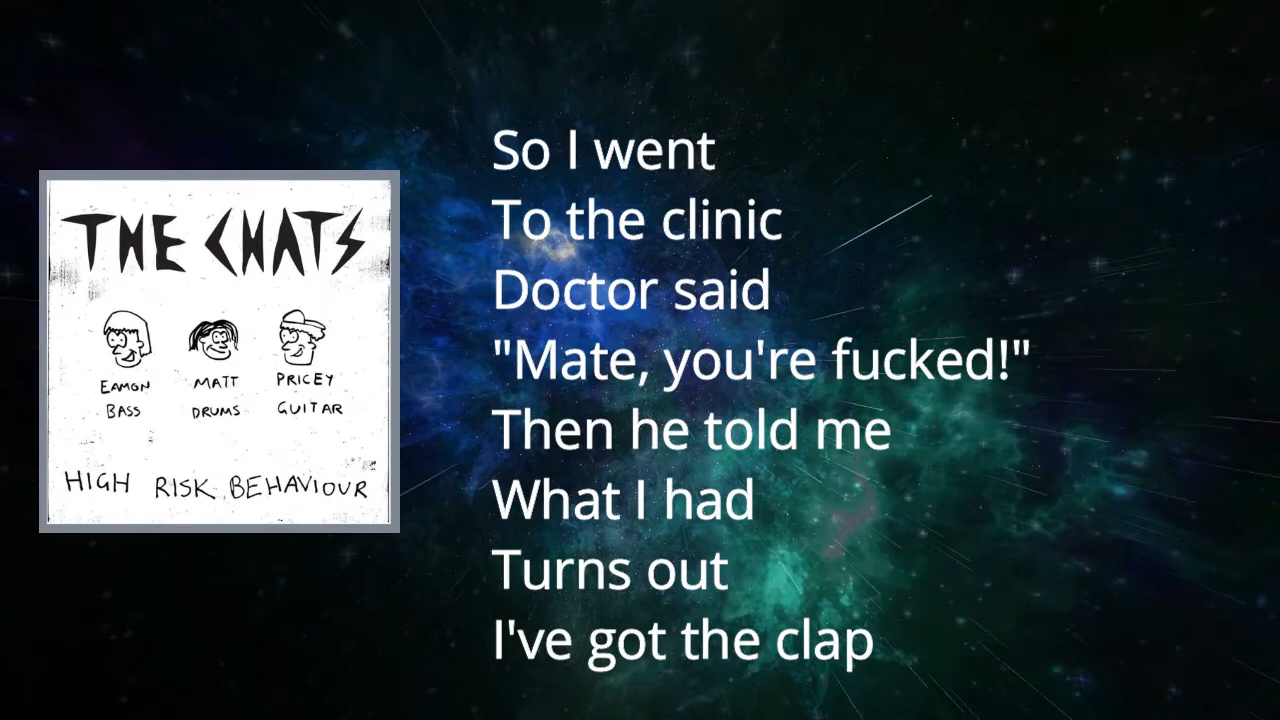 THE CHATS
EAMON MATT PRICEY
BASS DRUMS GUITAR
HIGH RISK BEHAVIOUR
So I went
To the clinic
Doctor said
"Mate, you're fucked!"
Then he told me
What I had
Turns out
I've got the clap